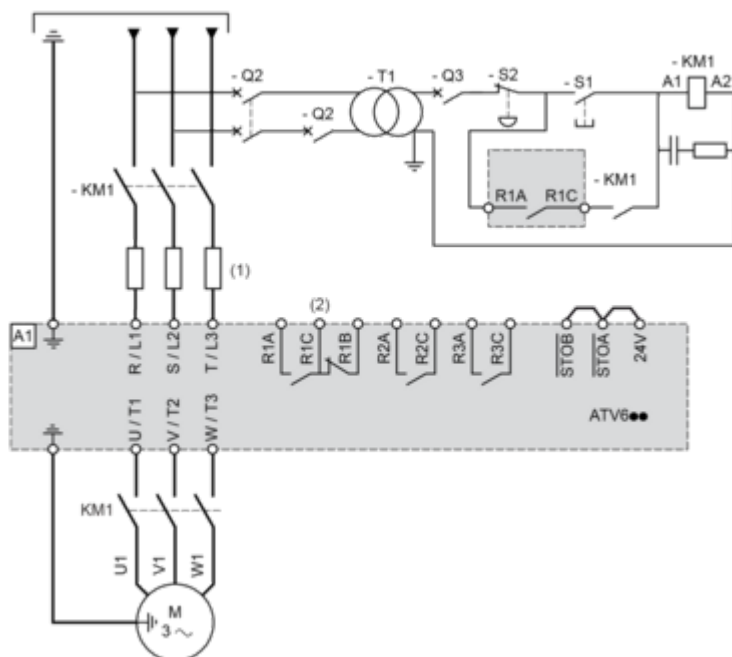 - Q2
- T1
- Q3
- S2
- S1
- KM1
A1
A2
- Q2
- KM1
R1A
R1C
- KM1
(1)
(2)
A1
R / L1
S / L2
T / L3
R1A
R1C
R1B
R2A
R2C
R3A
R3C
STOB
STOA
24V
ATV6●●
U / T1
V / T2
W / T3
KM1
U1
V1
W1
M
3 ~